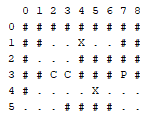 0 1 2 3 4 5 6 7 8
0 # # # # # # # # #
1 # # . . X . . # #
2 # . . . # # # # #
3 # # C C # # # P #
4 # . . . . X . . .
5 . . . # # # # . .